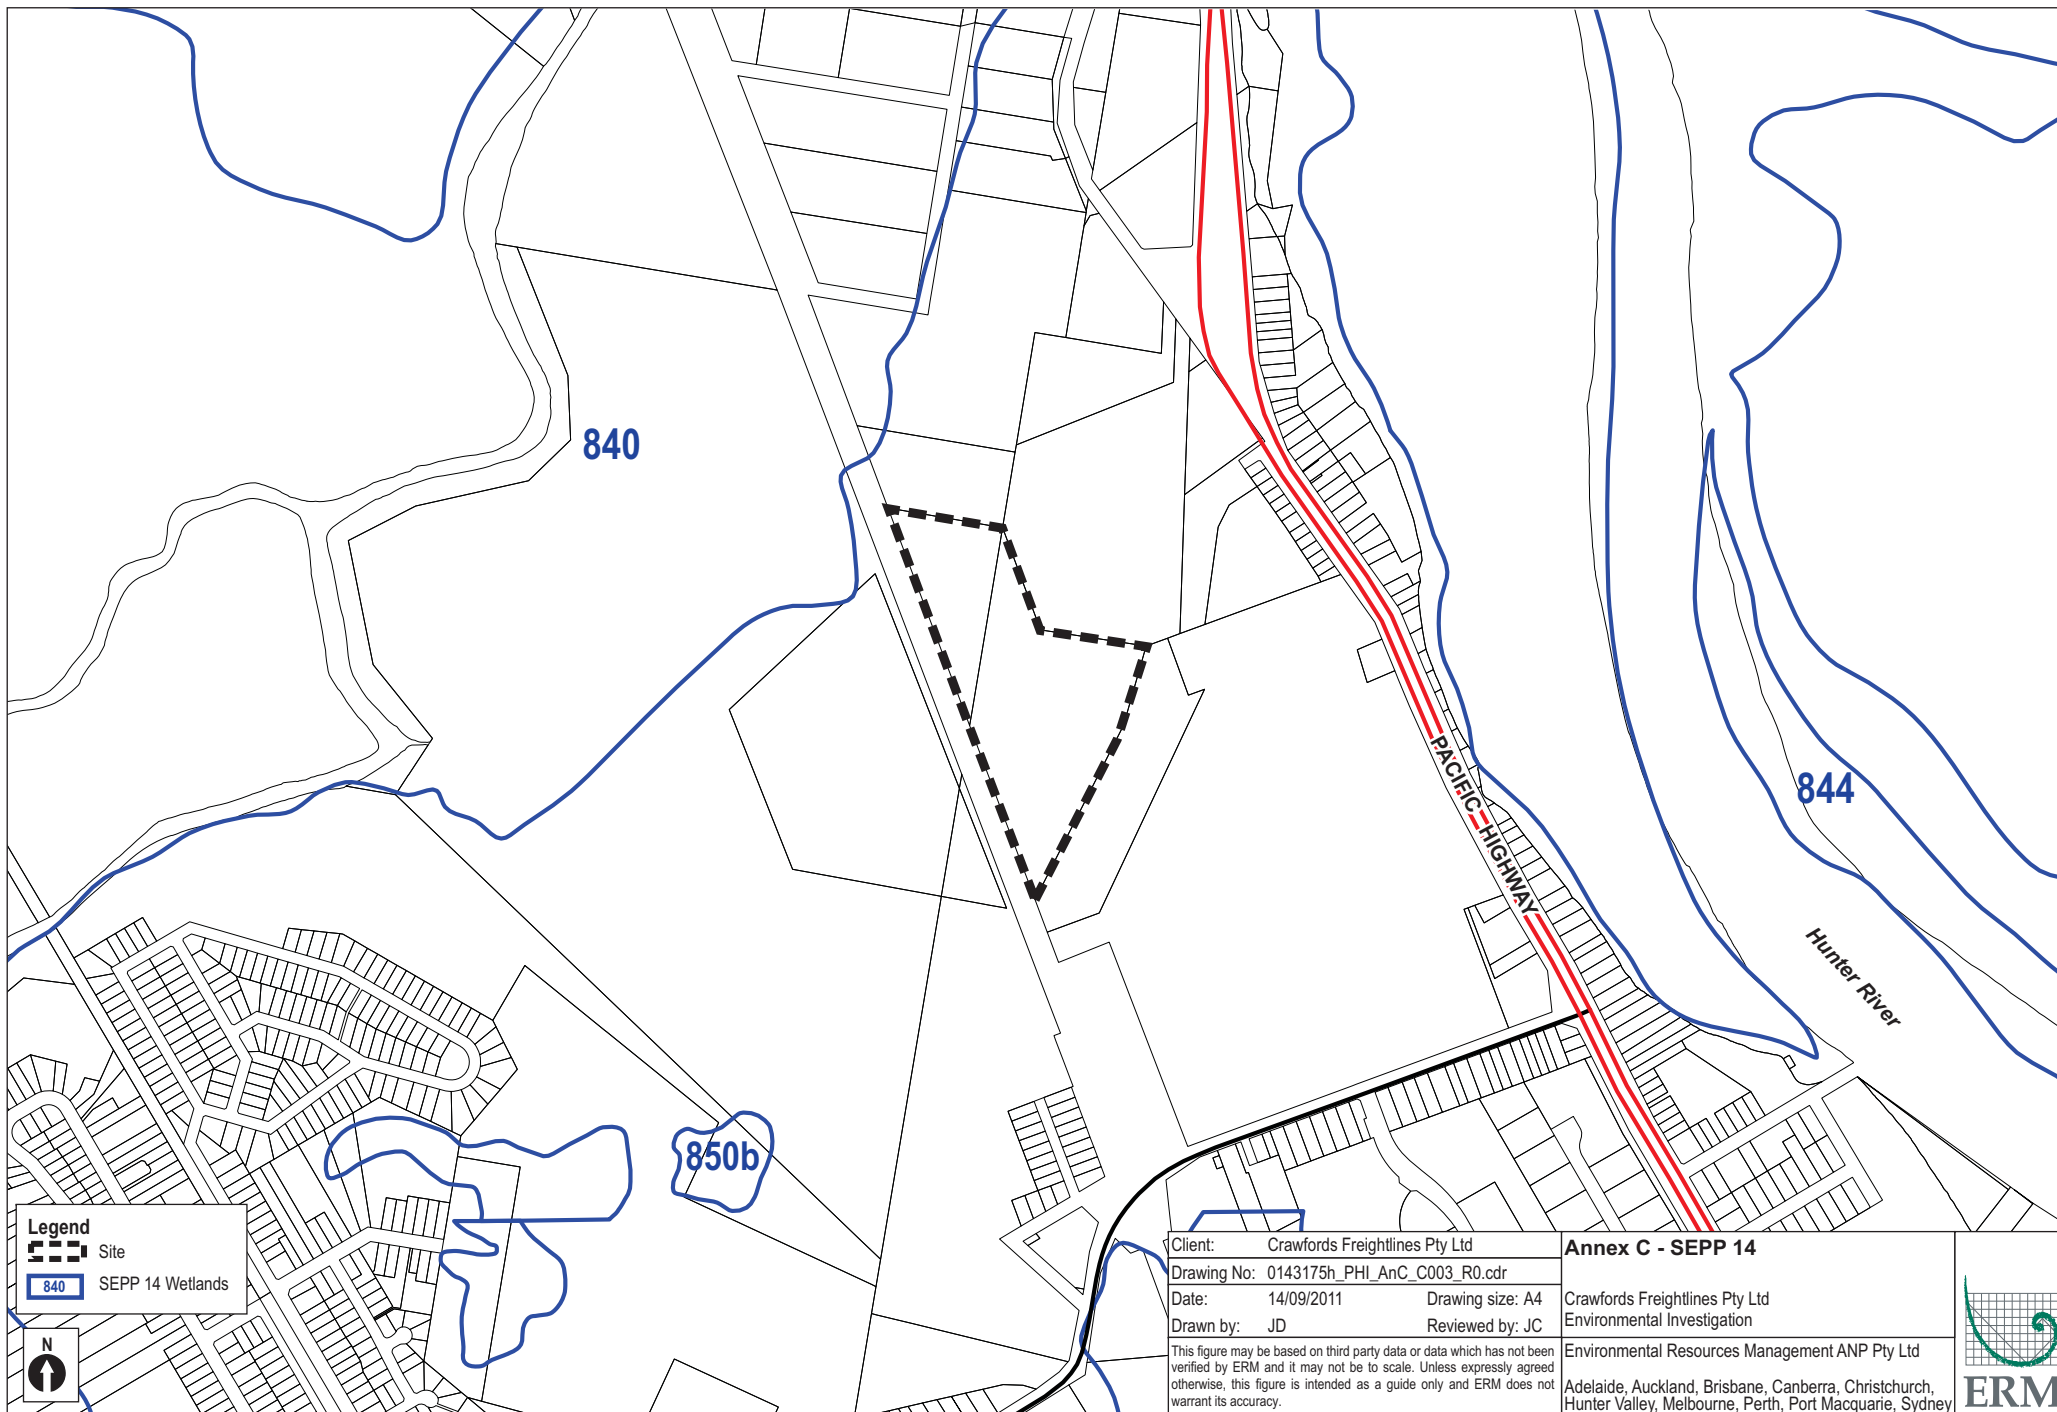 840
844
PACIFIC HIGHWAY
Hunter River
850b
Legend
Site
840 SEPP 14 Wetlands
N
Client: Crawfords Freightlines Pty Ltd
Drawing No: 0143175h_PHI_AnC_C003_R0.cdr
Date: 14/09/2011 Drawing size: A4
Drawn by: JD Reviewed by: JC
This figure may be based on third party data or data which has not been
verified by ERM and it may not be to scale. Unless expressly agreed
otherwise, this figure is intended as a guide only and ERM does not
warrant its accuracy.
Annex C - SEPP 14
Crawfords Freightlines Pty Ltd
Environmental Investigation
Environmental Resources Management ANP Pty Ltd
Adelaide, Auckland, Brisbane, Canberra, Christchurch,
Hunter Valley, Melbourne, Perth, Port Macquarie, Sydney
ERM